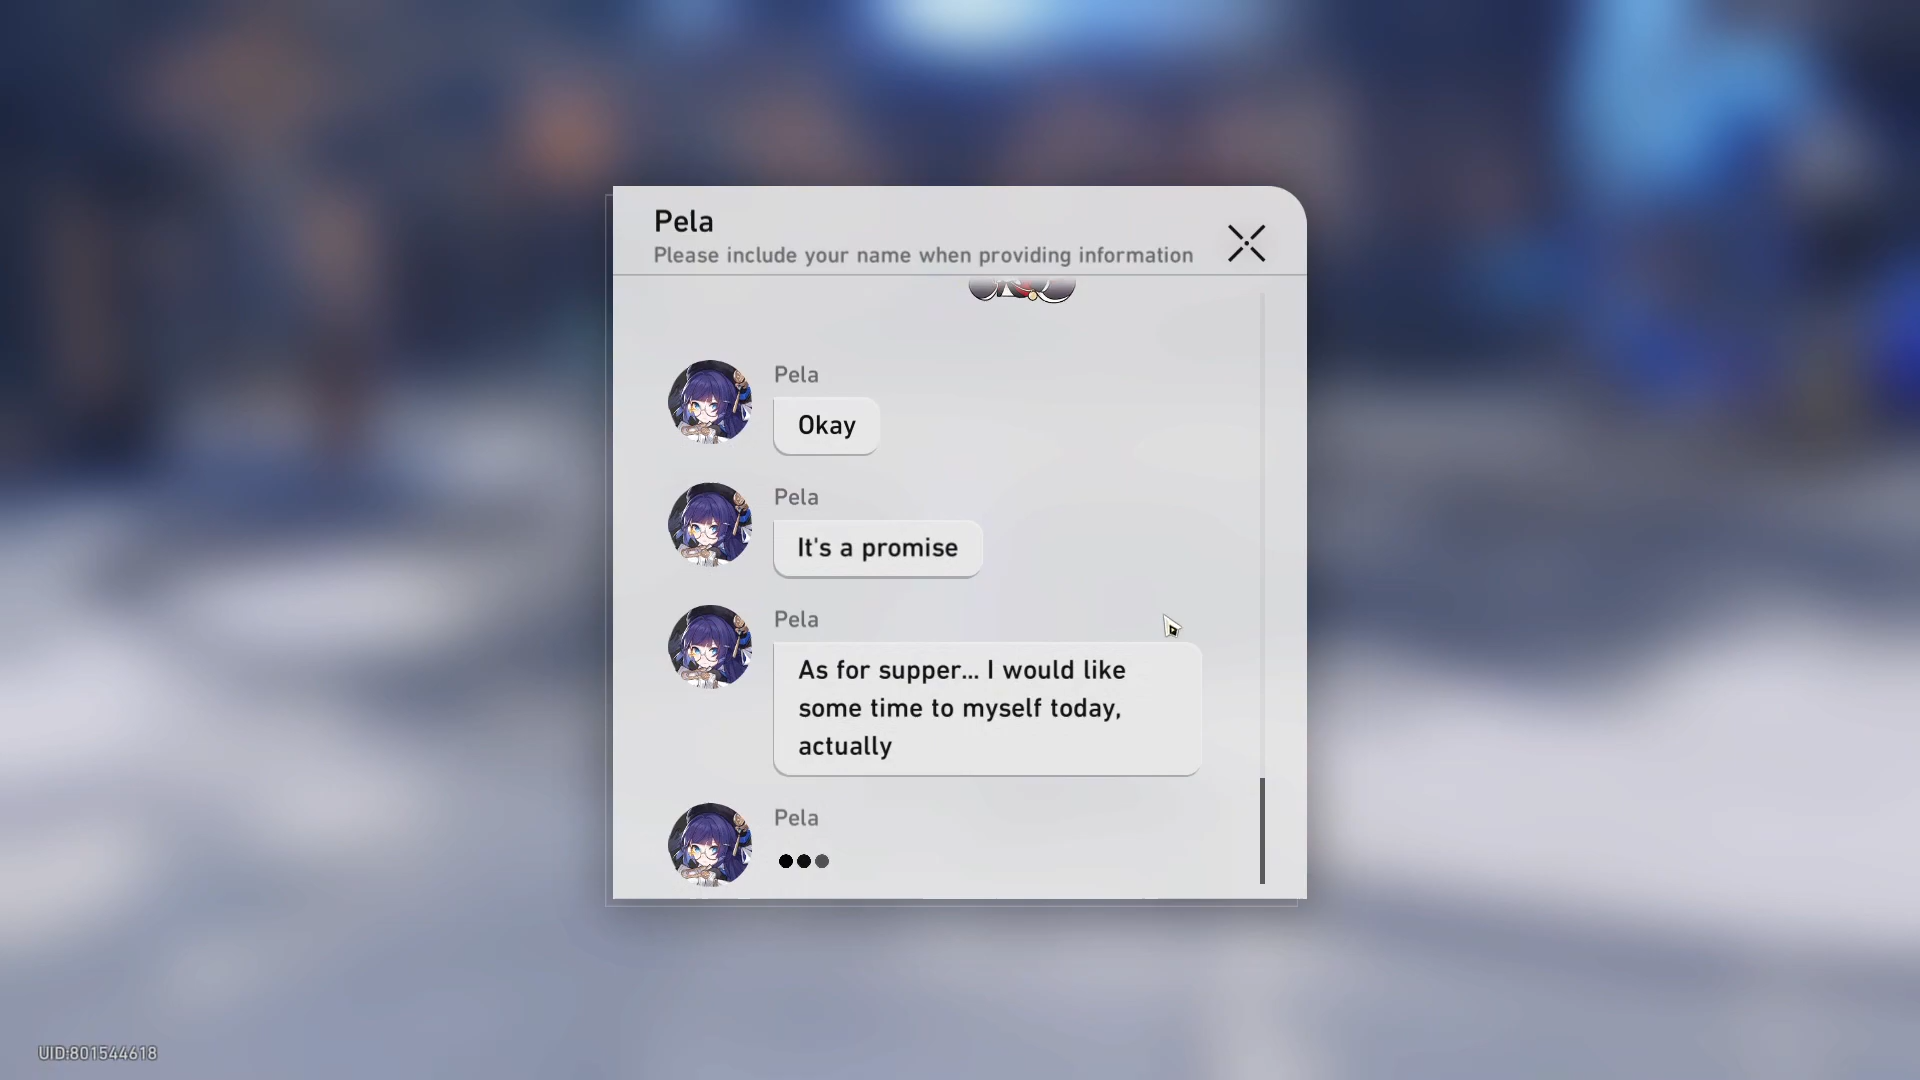 Pela
Please include your name when providing information
Pela
Okay
Pela
It's a promise
Pela
As for supper... I would like
some time to myself today,
actually
Pela
UID:801544618